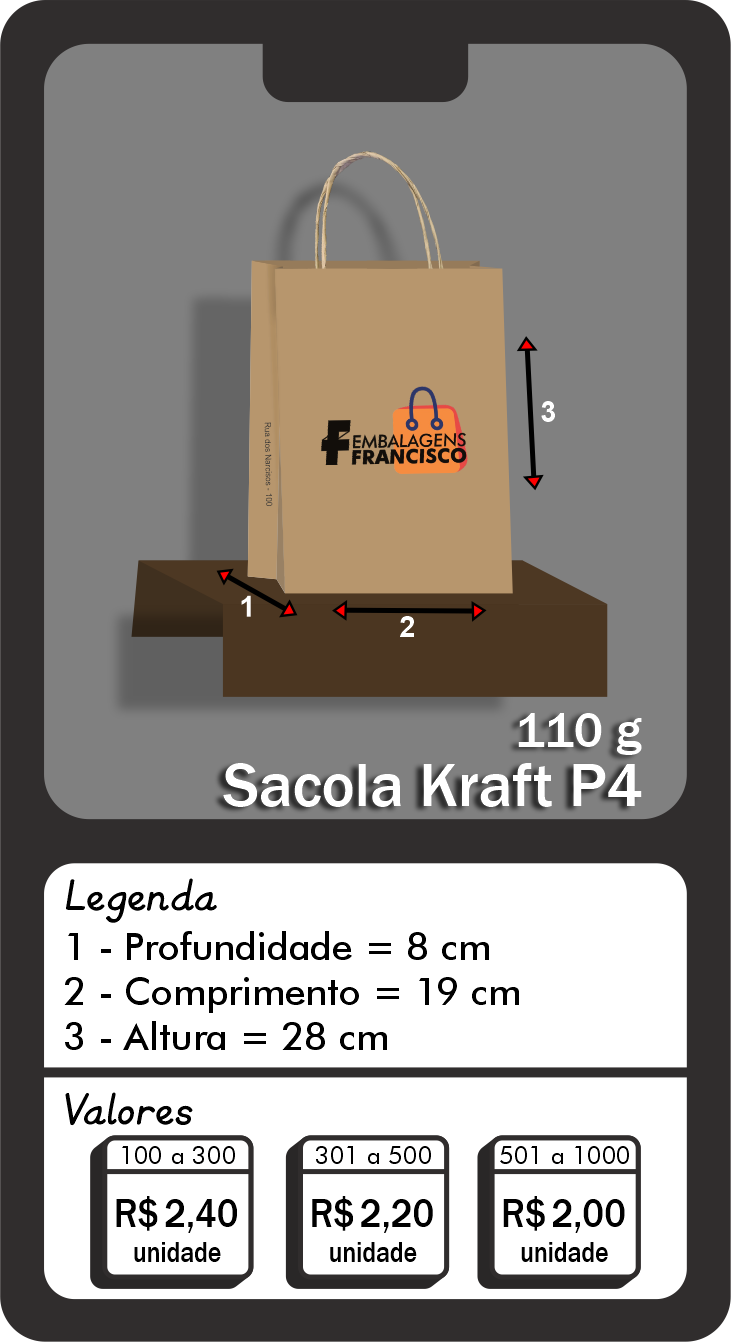 Rua dos Narcisos - 100
EMBALAGENS
FRANCISCO
3
1
2
110 g
Sacola Kraft P4
Legenda
1 - Profundidade = 8 cm
2 - Comprimento = 19 cm
3 - Altura = 28 cm
Valores
100 a 300
R$ 2,40
unidade
301 a 500
R$ 2,20
unidade
501 a 1000
R$ 2,00
unidade